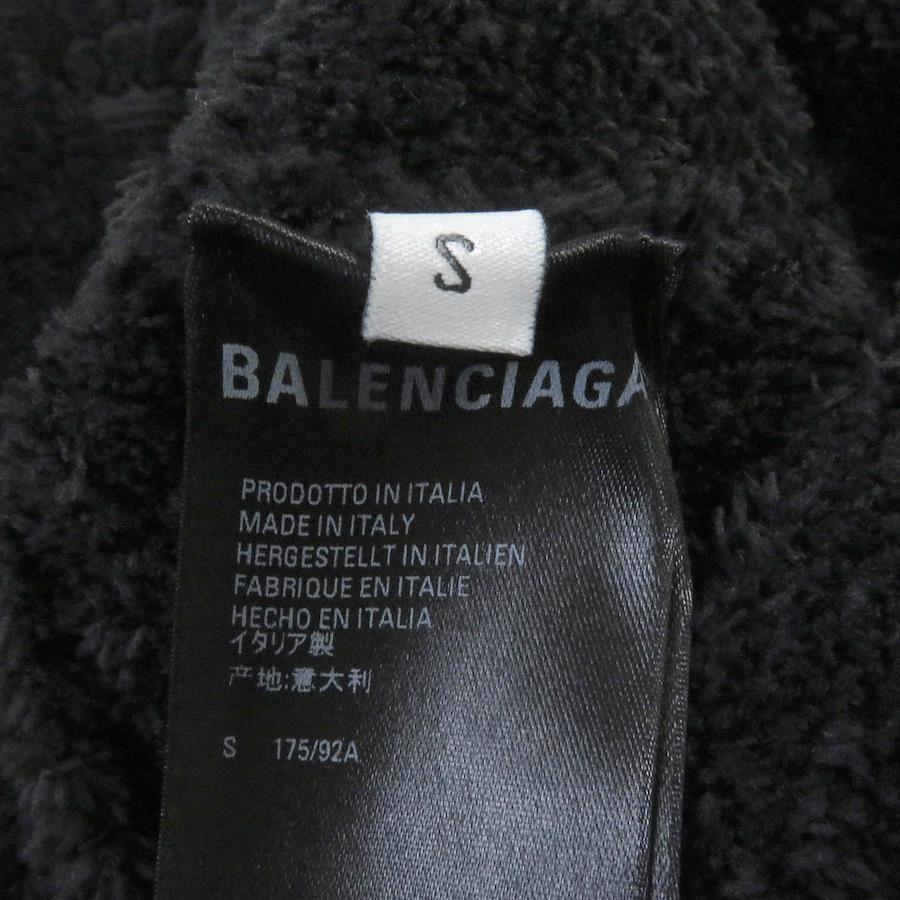 S
BALENCIAGA
PRODOTTO IN ITALIA
MADE IN ITALY
HERGESTELLT IN ITALIEN
FABRIQUE EN ITALIE
HECHO EN ITALIA
イタリア製
产地:意大利
S 175/92A